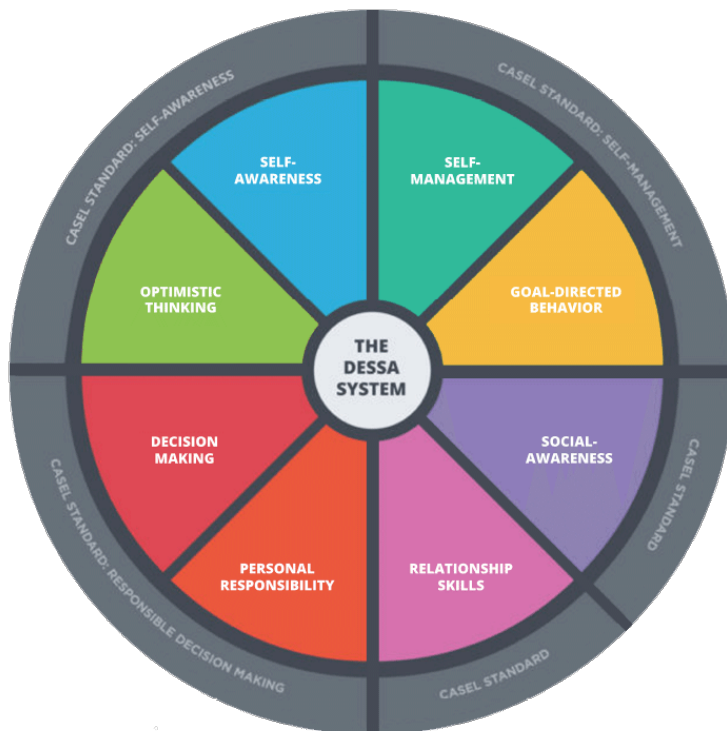 CASEL STANDARD: SELF-AWARENESS
CASEL STANDARD: SELF-MANAGEMENT
SELF-
AWARENESS
SELF-
MANAGEMENT
OPTIMISTIC
THINKING
GOAL-DIRECTED
BEHAVIOR
THE
DESSA
SYSTEM
DECISION
MAKING
SOCIAL-
AWARENESS
PERSONAL
RESPONSIBILITY
RELATIONSHIP
SKILLS
CASEL STANDARD
CASEL STANDARD: RESPONSIBLE DECISION MAKING
CASEL STANDARD